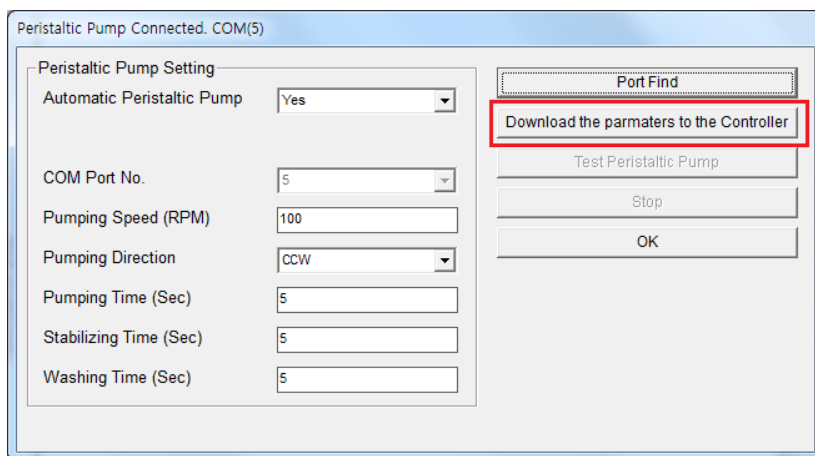 Peristaltic Pump Connected. COM(5)
Peristaltic Pump Setting
Automatic Peristaltic Pump Yes
COM Port No. 5
Pumping Speed (RPM) 100
Pumping Direction CCW
Pumping Time (Sec) 5
Stabilizing Time (Sec) 5
Washing Time (Sec) 5
Port Find
Download the parmaters to the Controller
Test Peristaltic Pump
Stop
OK